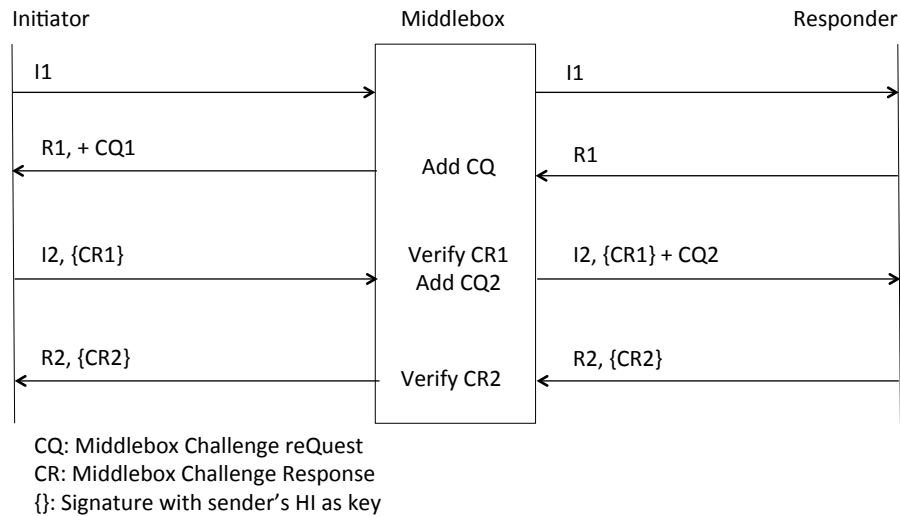 Initiator Middlebox Responder
I1 I1
R1, + CQ1 Add CQ R1
I2, {CR1} Verify CR1 I2, {CR1} + CQ2
Add CQ2
R2, {CR2} Verify CR2 R2, {CR2}
CQ: Middlebox Challenge reQuest
CR: Middlebox Challenge Response
{}: Signature with sender’s HI as key